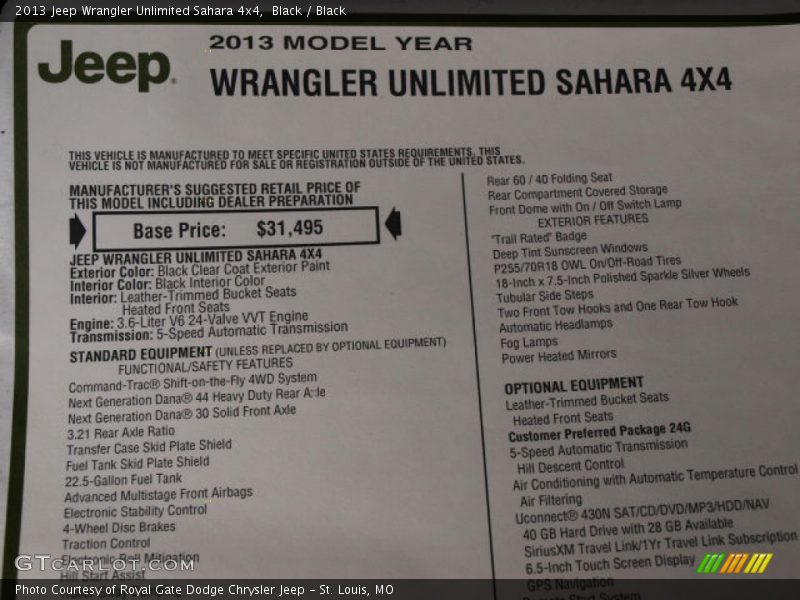 2013 Jeep Wrangler Unlimited Sahara 4x4, Black / Black
Jeep
2013 MODEL YEAR
WRANGLER UNLIMITED SAHARA 4X4
THIS VEHICLE IS MANUFACTURED TO MEET SPECIFIC UNITED STATES REQUIREMENTS. THIS
VEHICLE IS NOT MANUFACTURED FOR SALE OR REGISTRATION OUTSIDE OF THE UNITED STATES.
MANUFACTURER'S SUGGESTED RETAIL PRICE OF
THIS MODEL INCLUDING DEALER PREPARATION
Base Price: $31,495
JEEP WRANGLER UNLIMITED SAHARA 4X4
Exterior Color: Black Clear Coat Exterior Paint
Interior Color: Black Interior Color
Interior: Leather-Trimmed Bucket Seats
Heated Front Seats
Engine: 3.6-Liter V6 24-Valve VVT Engine
Transmission: 5-Speed Automatic Transmission
STANDARD EQUIPMENT (UNLESS REPLACED BY OPTIONAL EQUIPMENT)
FUNCTIONAL/SAFETY FEATURES
Command-Trac® Shift-on-the-Fly 4WD System
Next Generation Dana® 44 Heavy Duty Rear Axle
Next Generation Dana® 30 Solid Front Axle
3.21 Rear Axle Ratio
Transfer Case Skid Plate Shield
Fuel Tank Skid Plate Shield
22.5-Gallon Fuel Tank
Advanced Multistage Front Airbags
Electronic Stability Control
4-Wheel Disc Brakes
Traction Control
Electronic Roll Mitigation
Hill Start Assist
Rear 60 / 40 Folding Seat
Rear Compartment Covered Storage
Front Dome with On / Off Switch Lamp
EXTERIOR FEATURES
"Trail Rated" Badge
Deep Tint Sunscreen Windows
P255/70R18 OWL On/Off-Road Tires
18-Inch x 7.5-Inch Polished Sparkle Silver Wheels
Tubular Side Steps
Two Front Tow Hooks and One Rear Tow Hook
Automatic Headlamps
Fog Lamps
Power Heated Mirrors
OPTIONAL EQUIPMENT
Leather-Trimmed Bucket Seats
Heated Front Seats
Customer Preferred Package 24G
5-Speed Automatic Transmission
Hill Descent Control
Air Conditioning with Automatic Temperature Control
Air Filtering
Uconnect® 430N SAT/CD/DVD/MP3/HDD/NAV
40 GB Hard Drive with 28 GB Available
SiriusXM Travel Link/1Yr Travel Link Subscription
6.5-Inch Touch Screen Display
GPS Navigation
Remote Start System
GTcarlot.com
Photo Courtesy of Royal Gate Dodge Chrysler Jeep - St. Louis, MO